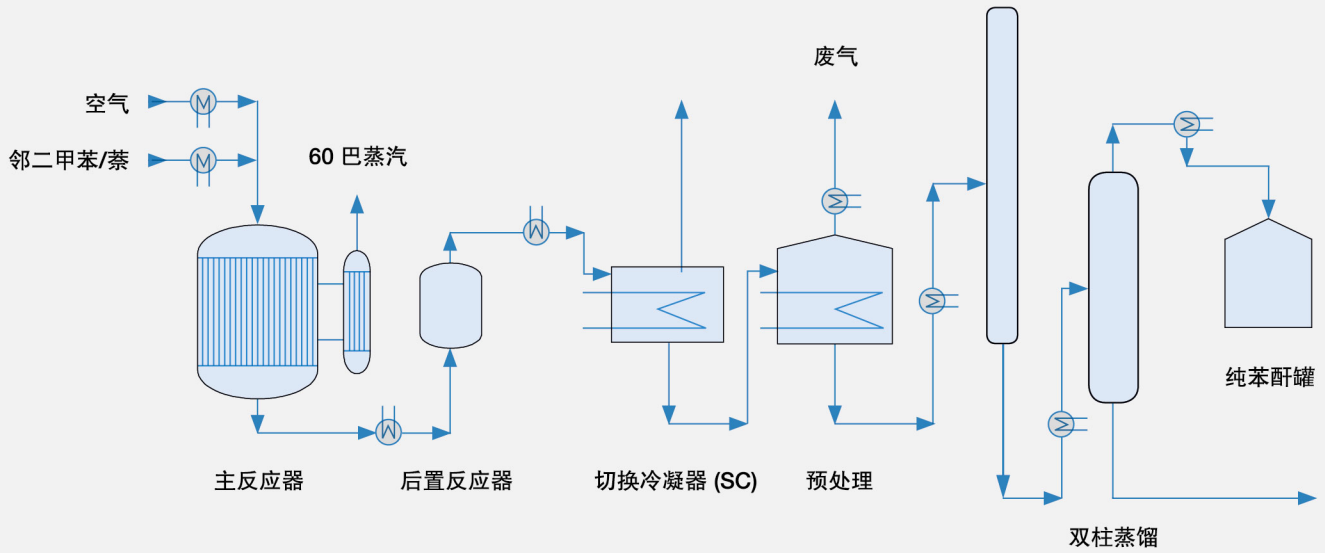 废气
空气
邻二甲苯/萘
60 巴蒸汽
纯苯酐罐
主反应器
后置反应器
切换冷凝器 (SC)
预处理
双柱蒸馏